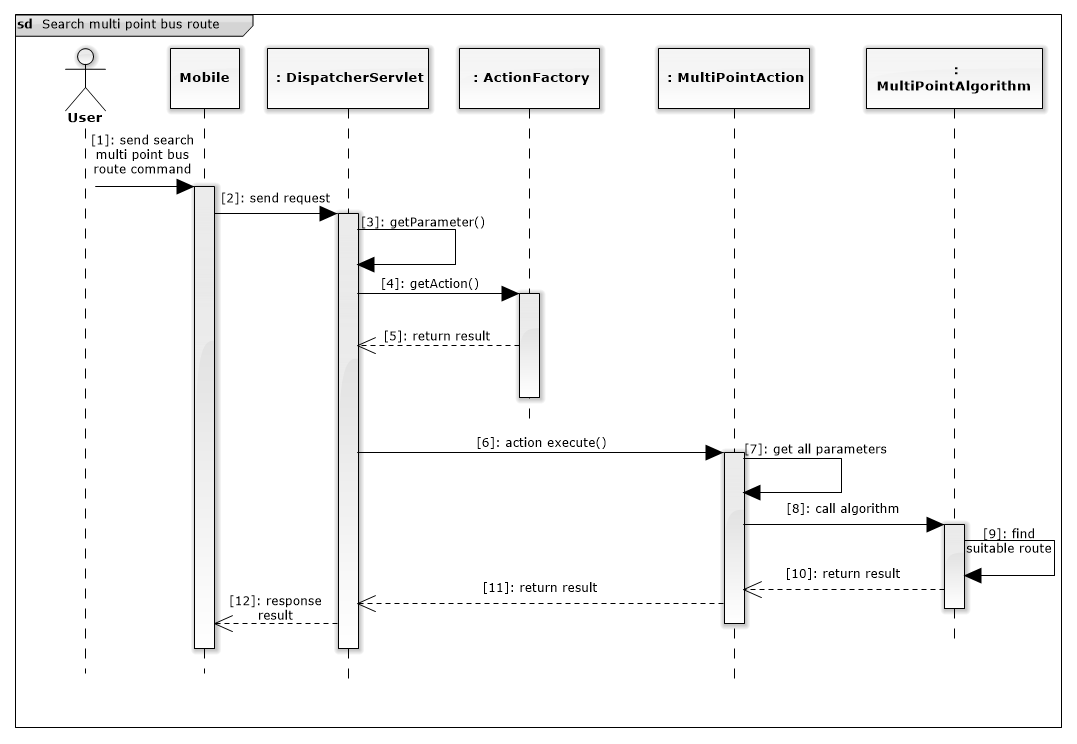 sd Search multi point bus route
User
Mobile
: DispatcherServlet
: ActionFactory
: MultiPointAction
:
MultiPointAlgorithm
[1]: send search
multi point bus
route command
[2]: send request
[3]: getParameter()
[4]: getAction()
[5]: return result
[6]: action execute()
[7]: get all parameters
[8]: call algorithm
[9]: find
suitable route
[10]: return result
[11]: return result
[12]: response
result